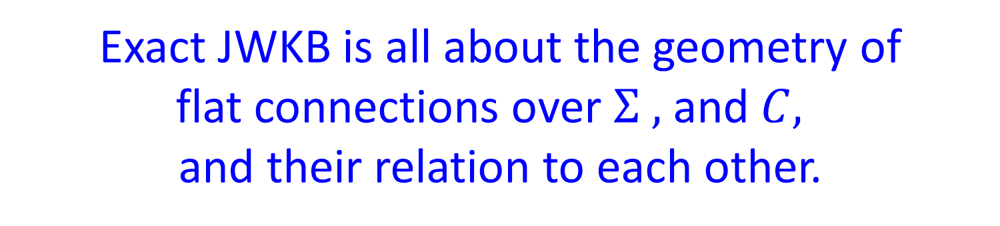 Exact JWKB is all about the geometry of
flat connections over Σ , and 𝐶,
and their relation to each other.